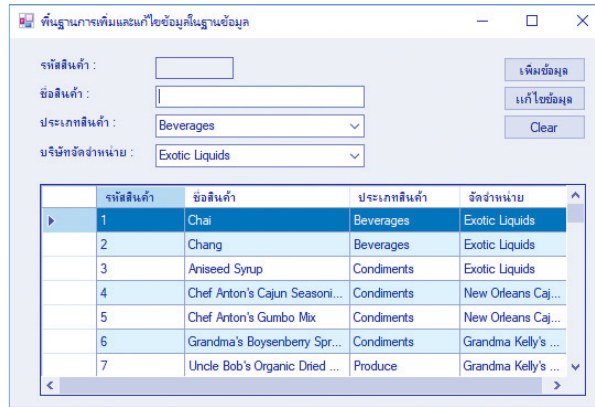 พื้นฐานการเพิ่มและแก้ไขข้อมูลในฐานข้อมูล
รหัสสินค้า : เพิ่มข้อมูล
ชื่อสินค้า : แก้ไขข้อมูล
ประเภทสินค้า : Beverages Clear
บริษัทจัดจำหน่าย : Exotic Liquids
รหัสสินค้า ชื่อสินค้า ประเภทสินค้า จัดจำหน่าย
1 Chai Beverages Exotic Liquids
2 Chang Beverages Exotic Liquids
3 Aniseed Syrup Condiments Exotic Liquids
4 Chef Anton's Cajun Seasoni... Condiments New Orleans Caj...
5 Chef Anton's Gumbo Mix Condiments New Orleans Caj...
6 Grandma's Boysenberry Spr... Condiments Grandma Kelly's ...
7 Uncle Bob's Organic Dried ... Produce Grandma Kelly's ...